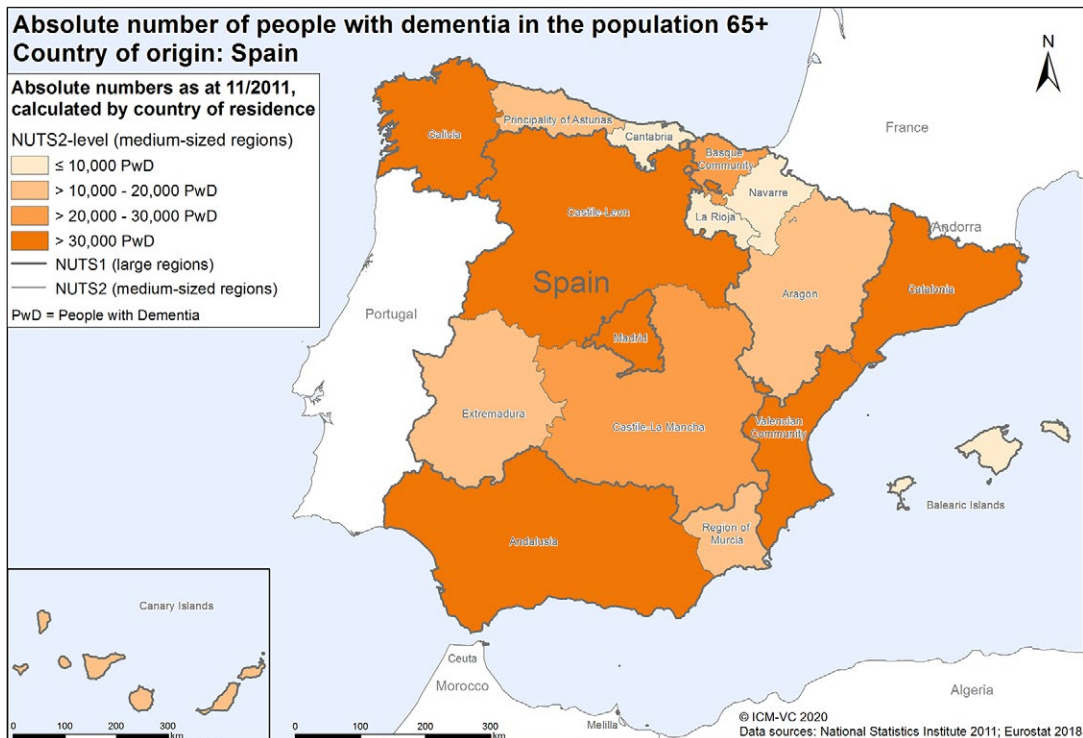 Absolute number of people with dementia in the population 65+
Country of origin: Spain
Absolute numbers as at 11/2011,
calculated by country of residence
NUTS2-level (medium-sized regions)
≤ 10,000 PwD
> 10,000 - 20,000 PwD
> 20,000 - 30,000 PwD
> 30,000 PwD
NUTS1 (large regions)
NUTS2 (medium-sized regions)
PwD = People with Dementia
N
France
Galicia
Principality of Asturias
Cantabria
Basque
Community
Navarre
La Rioja
Castile-Leon
Andorra
Spain
Aragon
Catalonia
Portugal
Madrid
Extremadura
Castile-La Mancha
Valencian
Community
Balearic Islands
Region of
Murcia
Andalusia
Canary Islands
Ceuta
Morocco
Melilla
Algeria
0 100 200 300
km
0 100 200 300
km
© ICM-VC 2020
Data sources: National Statistics Institute 2011; Eurostat 2018